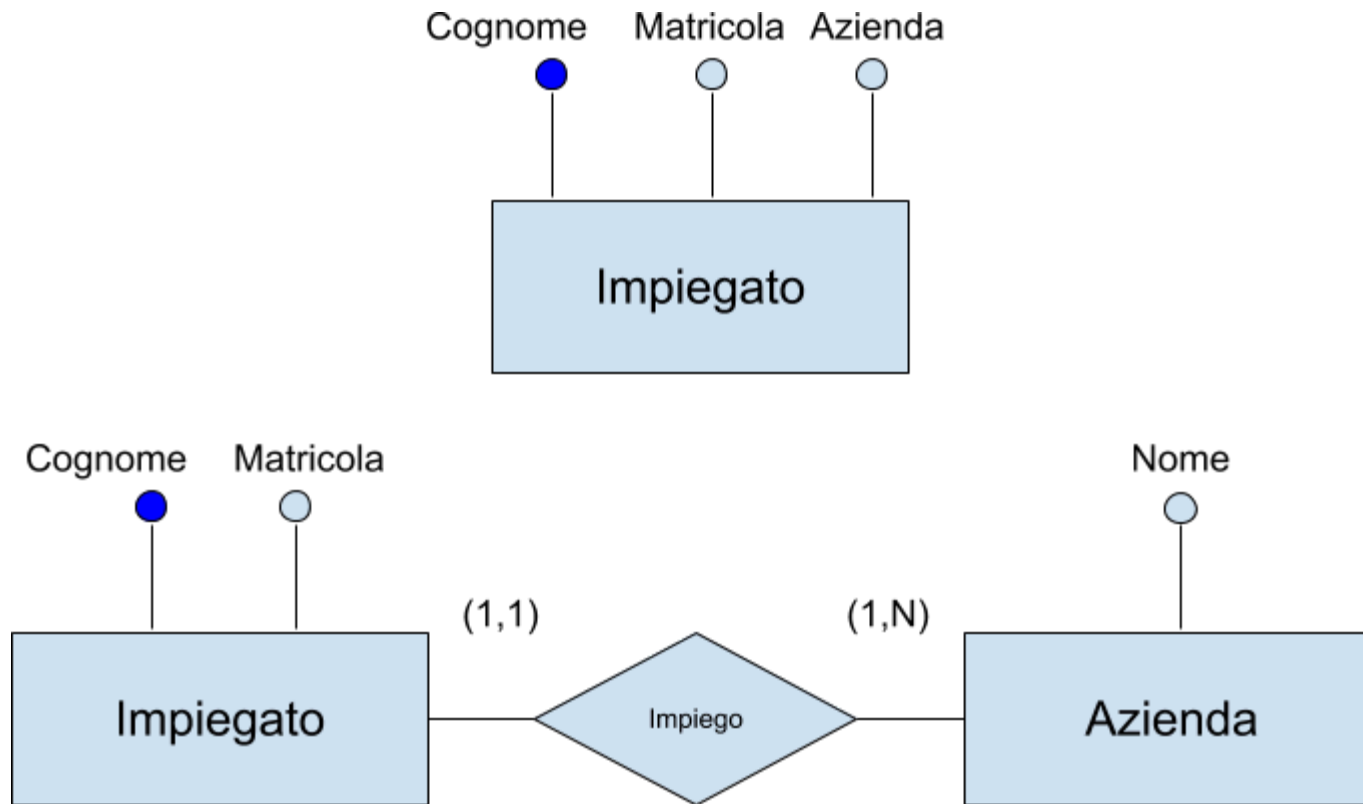 Cognome Matricola Azienda
Impiegato
Cognome Matricola Nome
(1,1) (1,N)
Impiegato Impiego Azienda